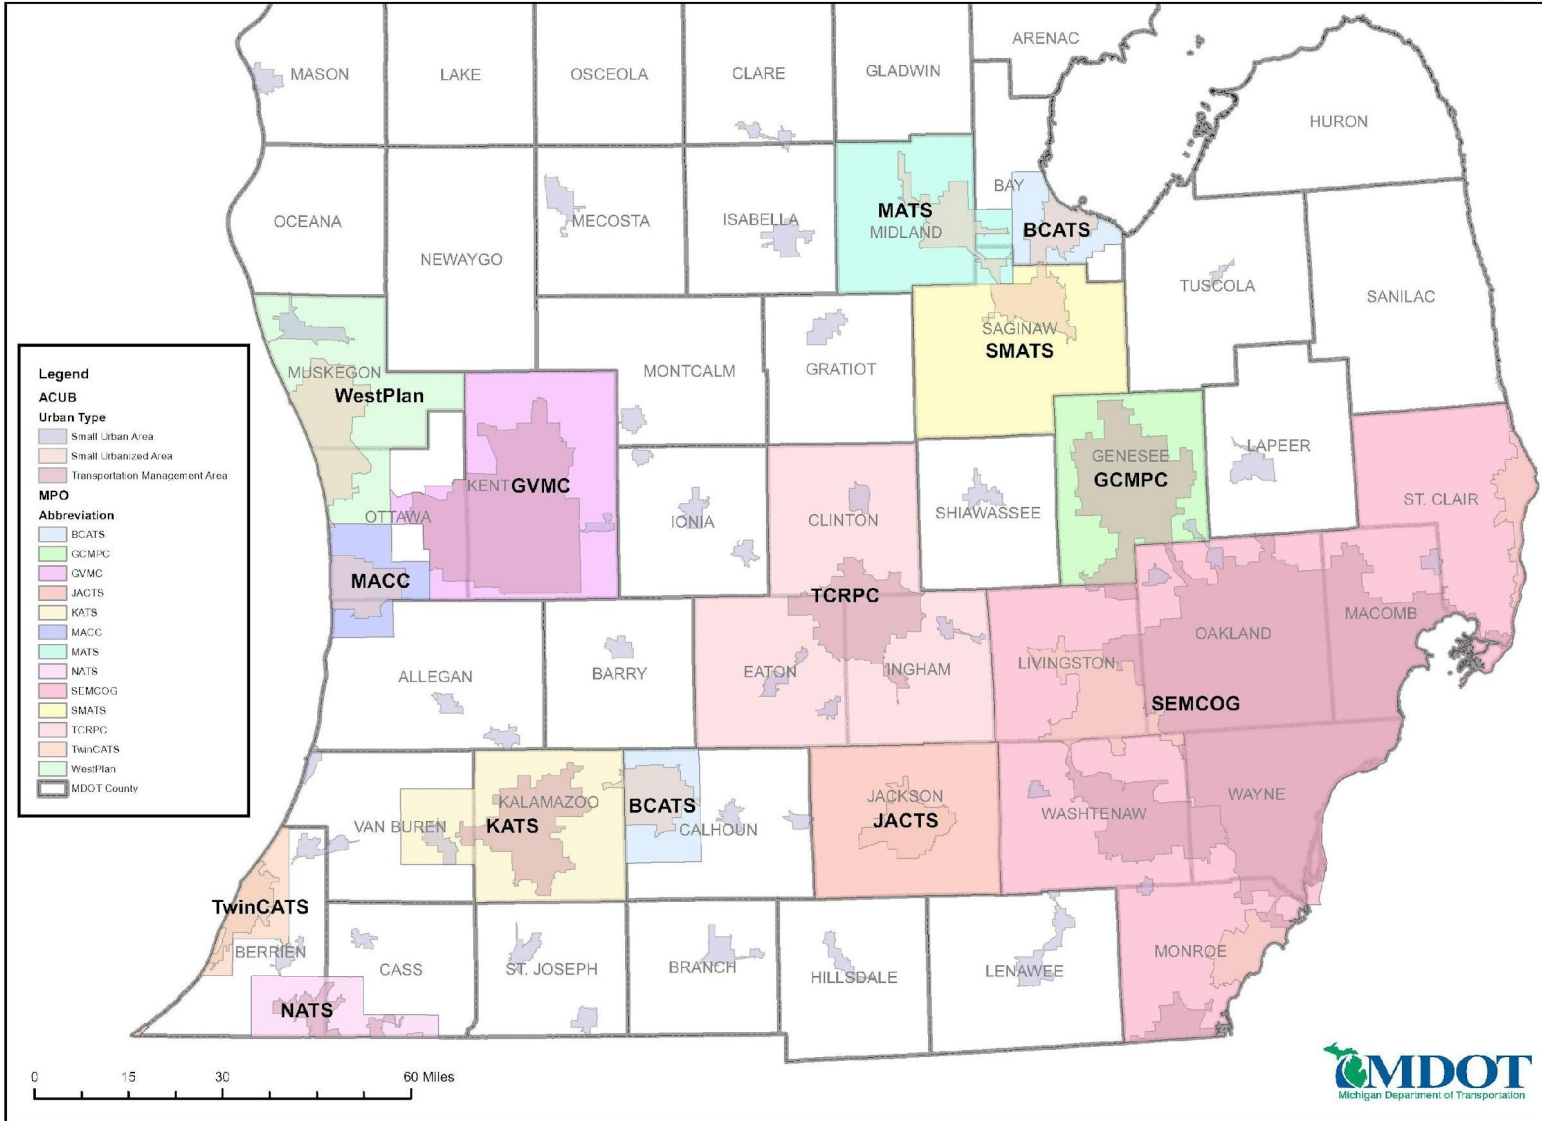 ARENAC
MASON
LAKE
OSCEOLA
CLARE
GLADWIN
HURON
BAY
OCEANA
MECOSTA
ISABELLA
MATS
MIDLAND
BCATS
NEWAYGO
TUSCOLA
SANILAC
SAGINAW
SMATS
MUSKEGON
WestPlan
MONTCALM
GRATIOT
GENESEE
GCMPC
LAPEER
KENT
GVMC
OTTAWA
IONIA
CLINTON
SHIAWASSEE
ST. CLAIR
MACC
TCRPC
MACOMB
OAKLAND
ALLEGAN
BARRY
EATON
INGHAM
LIVINGSTON
SEMCOG
VAN BUREN
KALAMAZOO
KATS
BCATS
CALHOUN
JACKSON
JACTS
WASHTENAW
WAYNE
TwinCATS
BERRIEN
CASS
ST. JOSEPH
BRANCH
HILLSDALE
LENAWEE
MONROE
NATS
Legend
ACUB
Urban Type
Small Urban Area
Small Urbanized Area
Transportation Management Area
MPO
Abbreviation
BCATS
GCMPC
GVMC
JACTS
KATS
MACC
MATS
NATS
SEMCOG
SMATS
TCRPC
TwinCATS
WestPlan
MDOT County
0 15 30 60 Miles
MDOT
Michigan Department of Transportation